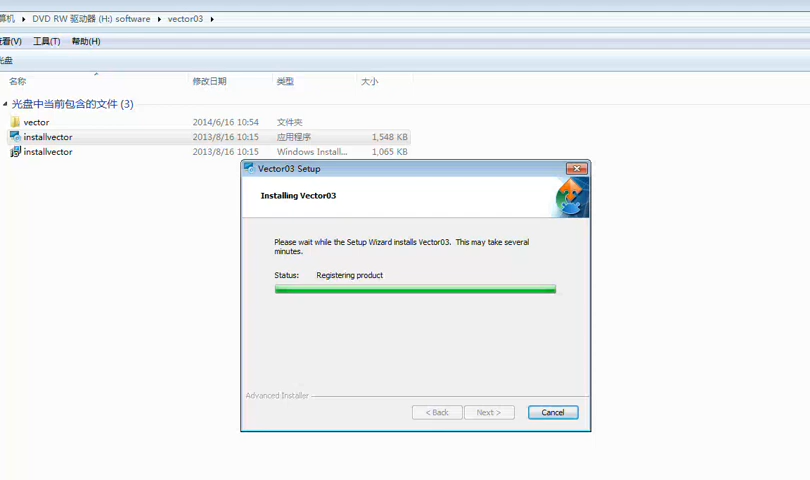 算机 ▸ DVD RW 驱动器 (H:) software ▸ vector03 ▸
查看(V) 工具(T) 帮助(H)
光盘
名称 修改日期 类型 大小
光盘中当前包含的文件 (3)
vector 2014/6/16 10:54 文件夹
installvector 2013/8/16 10:15 应用程序 1,548 KB
installvector 2013/8/16 10:15 Windows Install... 1,065 KB
Vector03 Setup
Installing Vector03
Please wait while the Setup Wizard installs Vector03. This may take several
minutes.
Status: Registering product
Advanced Installer
< Back Next > Cancel